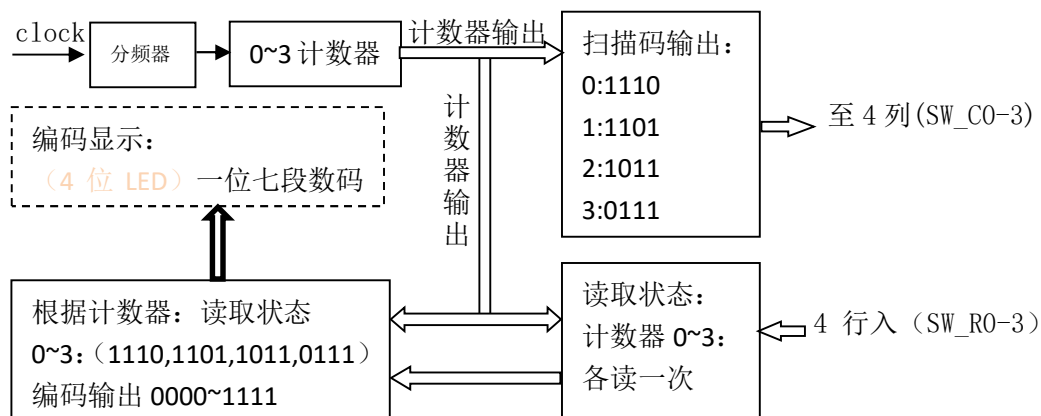 clock
分频器
0~3计数器
计数器输出
扫描码输出：
0:1110
1:1101
2:1011
3:0111
至4列(SW_C0-3)
计数器输出
编码显示：
（4 位 LED）一位七段数码
根据计数器：读取状态
0~3:（1110,1101,1011,0111）
编码输出 0000~1111
读取状态：
计数器 0~3：
各读一次
4 行入（SW_R0-3）